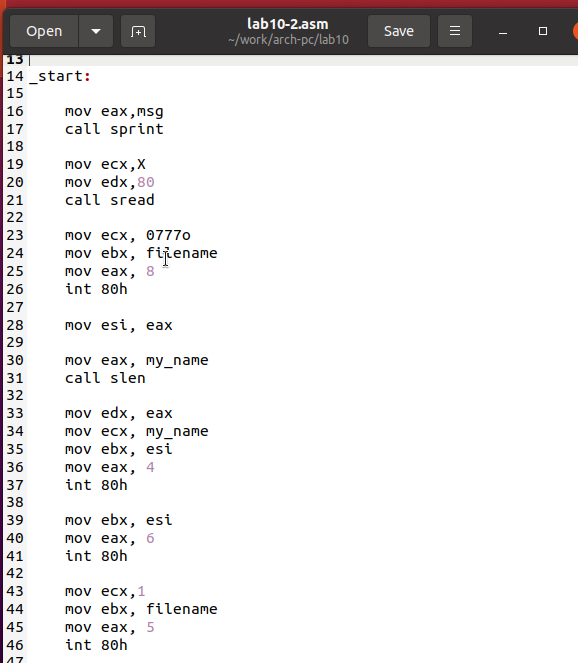 Open
lab10-2.asm
~/work/arch-pc/lab10
Save
13
14 _start:
15
16     mov eax,msg
17     call sprint
18
19     mov ecx,X
20     mov edx,80
21     call sread
22
23     mov ecx, 0777o
24     mov ebx, filename
25     mov eax, 8
26     int 80h
27
28     mov esi, eax
29
30     mov eax, my_name
31     call slen
32
33     mov edx, eax
34     mov ecx, my_name
35     mov ebx, esi
36     mov eax, 4
37     int 80h
38
39     mov ebx, esi
40     mov eax, 6
41     int 80h
42
43     mov ecx,1
44     mov ebx, filename
45     mov eax, 5
46     int 80h
47